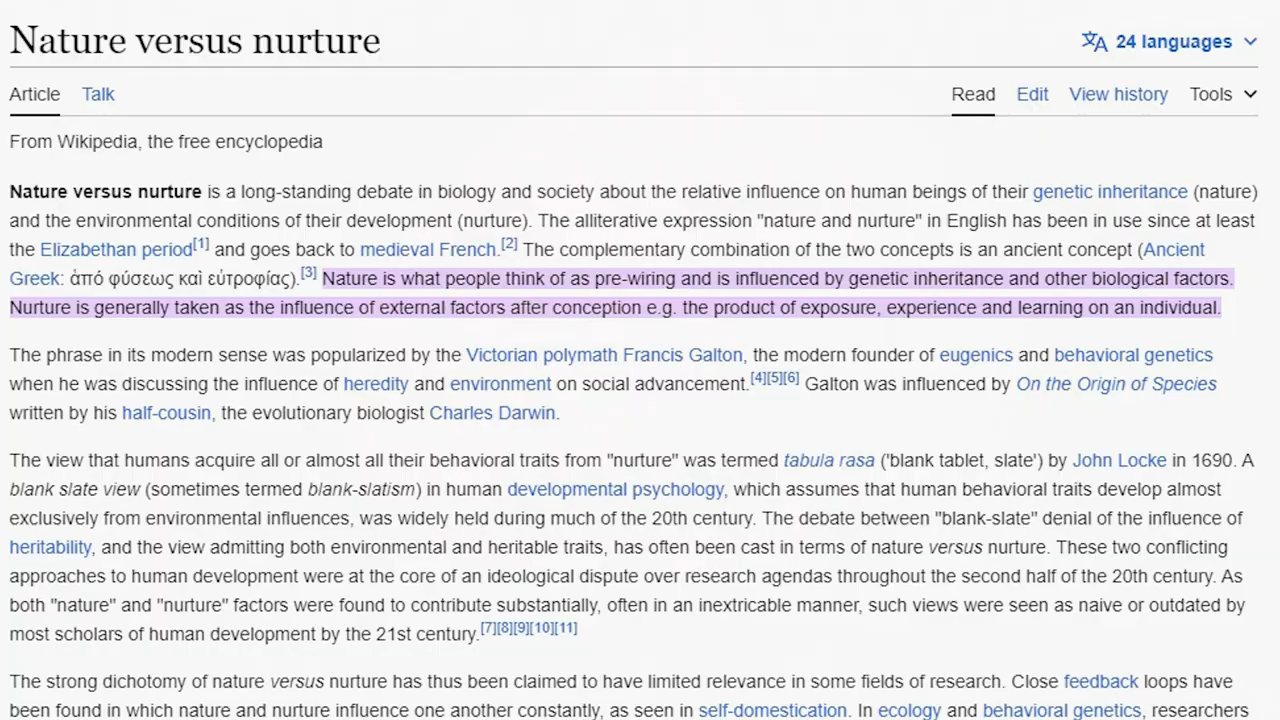 Nature versus nurture
24 languages
Article Talk Read Edit View history Tools
From Wikipedia, the free encyclopedia
Nature versus nurture is a long-standing debate in biology and society about the relative influence on human beings of their genetic inheritance (nature)
and the environmental conditions of their development (nurture). The alliterative expression "nature and nurture" in English has been in use since at least
the Elizabethan period[1] and goes back to medieval French.[2] The complementary combination of the two concepts is an ancient concept (Ancient
Greek: ἁπό φύσεως καὶ εὐτροφίας).[3] Nature is what people think of as pre-wiring and is influenced by genetic inheritance and other biological factors.
Nurture is generally taken as the influence of external factors after conception e.g. the product of exposure, experience and learning on an individual.
The phrase in its modern sense was popularized by the Victorian polymath Francis Galton, the modern founder of eugenics and behavioral genetics
when he was discussing the influence of heredity and environment on social advancement.[4][5][6] Galton was influenced by On the Origin of Species
written by his half-cousin, the evolutionary biologist Charles Darwin.
The view that humans acquire all or almost all their behavioral traits from "nurture" was termed tabula rasa ('blank tablet, slate') by John Locke in 1690. A
blank slate view (sometimes termed blank-slatism) in human developmental psychology, which assumes that human behavioral traits develop almost
exclusively from environmental influences, was widely held during much of the 20th century. The debate between "blank-slate" denial of the influence of
heritability, and the view admitting both environmental and heritable traits, has often been cast in terms of nature versus nurture. These two conflicting
approaches to human development were at the core of an ideological dispute over research agendas throughout the second half of the 20th century. As
both "nature" and "nurture" factors were found to contribute substantially, often in an inextricable manner, such views were seen as naive or outdated by
most scholars of human development by the 21st century.[7][8][9][10][11]
The strong dichotomy of nature versus nurture has thus been claimed to have limited relevance in some fields of research. Close feedback loops have
been found in which nature and nurture influence one another constantly, as seen in self-domestication. In ecology and behavioral genetics, researchers